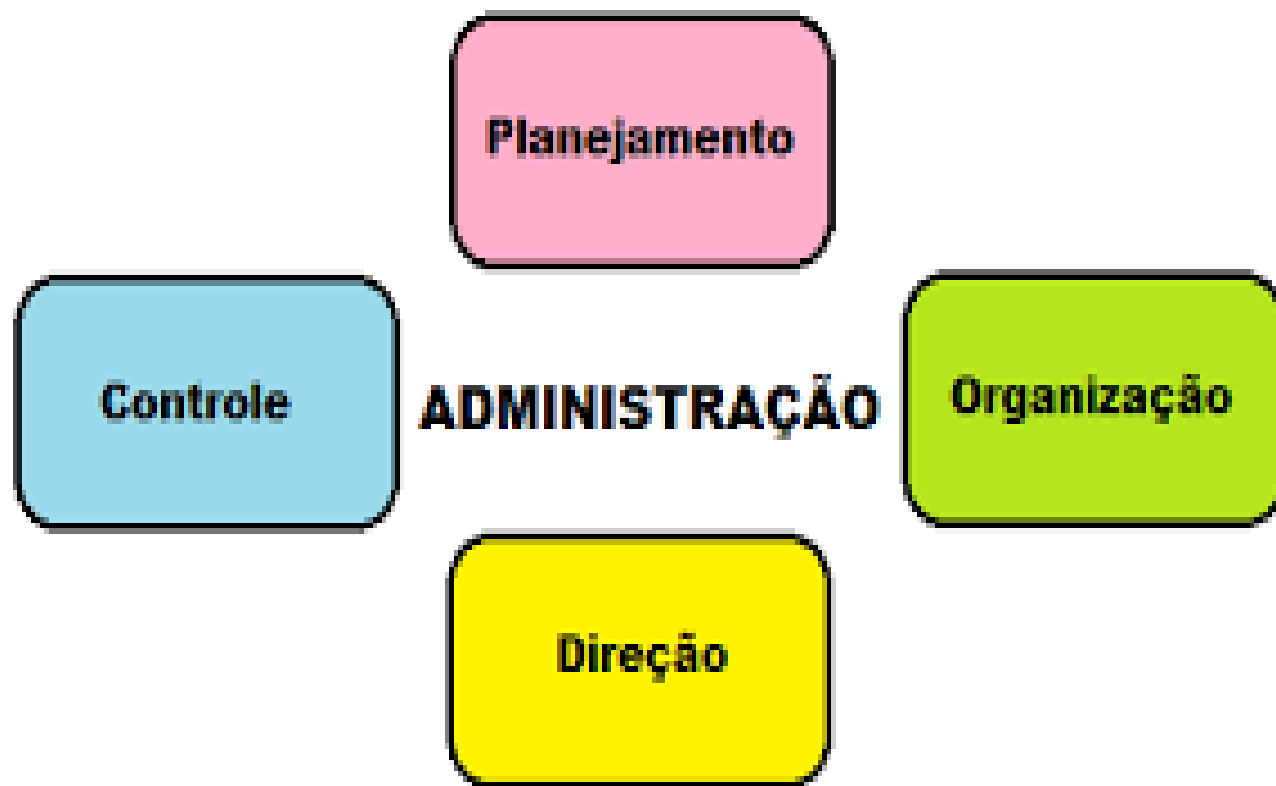 Planejamento
Controle
ADMINISTRAÇÃO
Organização
Direção